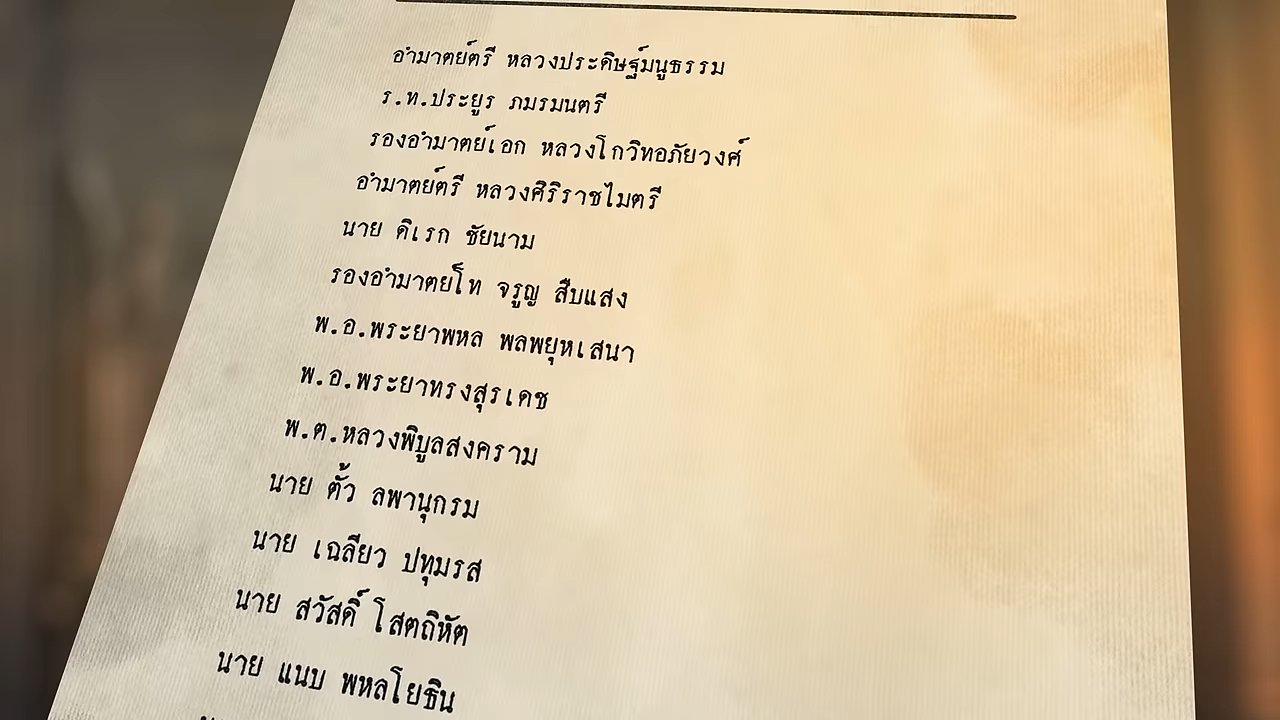 อำมาตย์ตรี หลวงประดิษฐ์มนูธรรม
ร.ท.ประยูร ภมรมนตรี
รองอำมาตย์เอก หลวงโกวิทอภัยวงศ์
อำมาตย์ตรี หลวงศิริราชไมตรี
นาย ดิเรก ชัยนาม
รองอำมาตย์โท จรูญ สืบแสง
พ.อ.พระยาพหล พลพยุหเสนา
พ.อ.พระยาทรงสุรเดช
พ.ต.หลวงพิบูลสงคราม
นาย ตั้ว ลพานุกรม
นาย เฉลียว ปทุมรส
นาย สวัสดิ์ โสตถิทัต
นาย แนบ พหลโยธิน